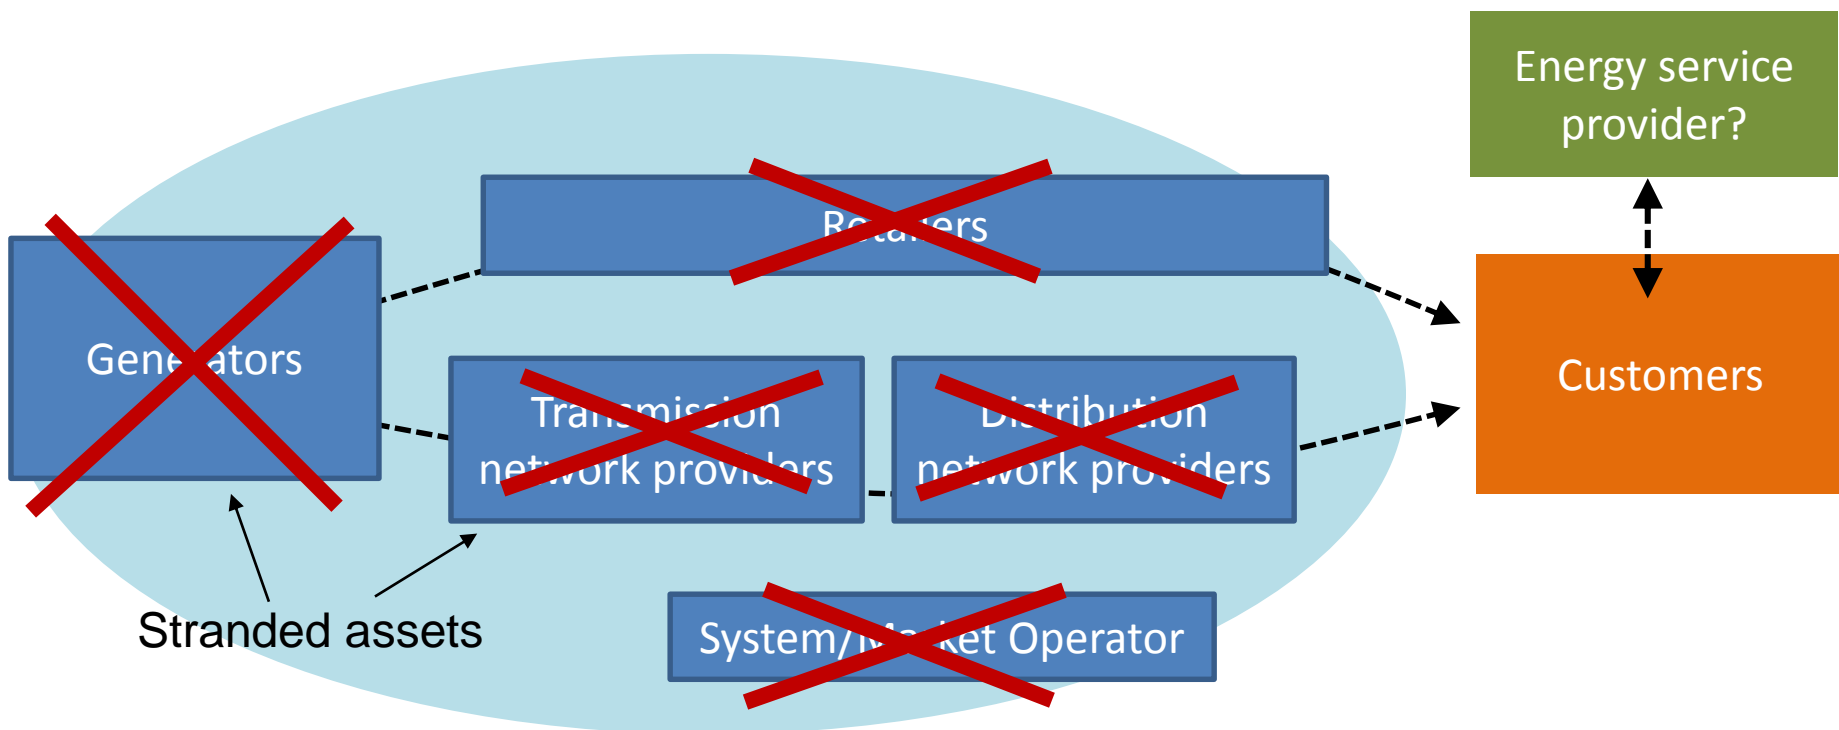 Energy service
provider?
Retailers
Generators
Transmission
network providers
Distribution
network providers
Customers
Stranded assets
System/Market Operator